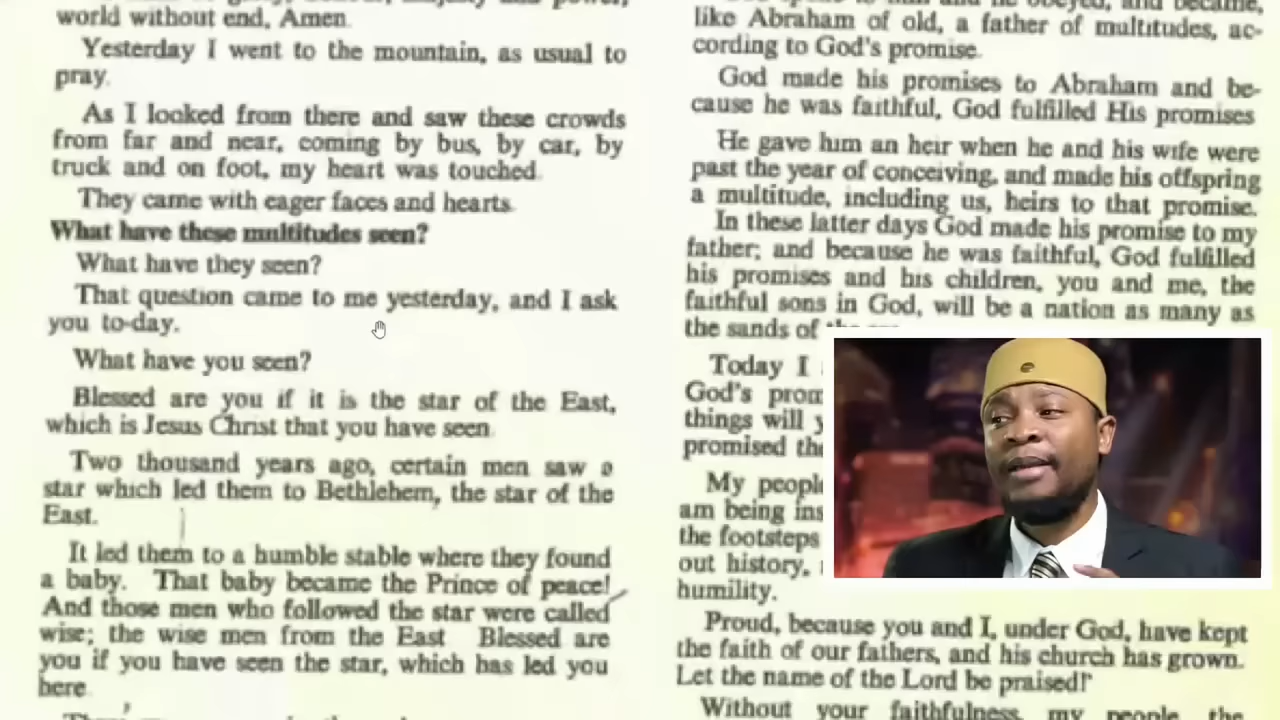 world without end, Amen.
Yesterday I went to the mountain, as usual to
pray.
As I looked from there and saw these crowds
from far and near, coming by bus, by car, by
truck and on foot, my heart was touched.
They came with eager faces and hearts.
What have these multitudes seen?
What have they seen?
That question came to me yesterday, and I ask
you to-day.
What have you seen?
Blessed are you if it is the star of the East,
which is Jesus Christ that you have seen.
Two thousand years ago, certain men saw a
star which led them to Bethlehem, the star of the
East.
It led them to a humble stable where they found
a baby. That baby became the Prince of peace!
And those men who followed the star were called
wise; the wise men from the East Blessed are
you if you have seen the star, which has led you
here.
like Abraham of old, a father of multitudes, ac-
cording to God's promise.
God made his promises to Abraham and be-
cause he was faithful, God fulfilled His promises
He gave him an heir when he and his wife were
past the year of conceiving, and made his offspring
a multitude, including us, heirs to that promise.
In these latter days God made his promise to my
father; and because he was faithful, God fulfilled
his promises and his children, you and me, the
faithful sons in God, will be a nation as many as
the sands of
Today I
God's prom
things will y
promised the
My people
am being ins
the footsteps
out history,
humility.
Proud, because you and I, under God, have kept
the faith of our fathers, and his church has grown.
Let the name of the Lord be praised!'
Without your faithfulness, my people, the